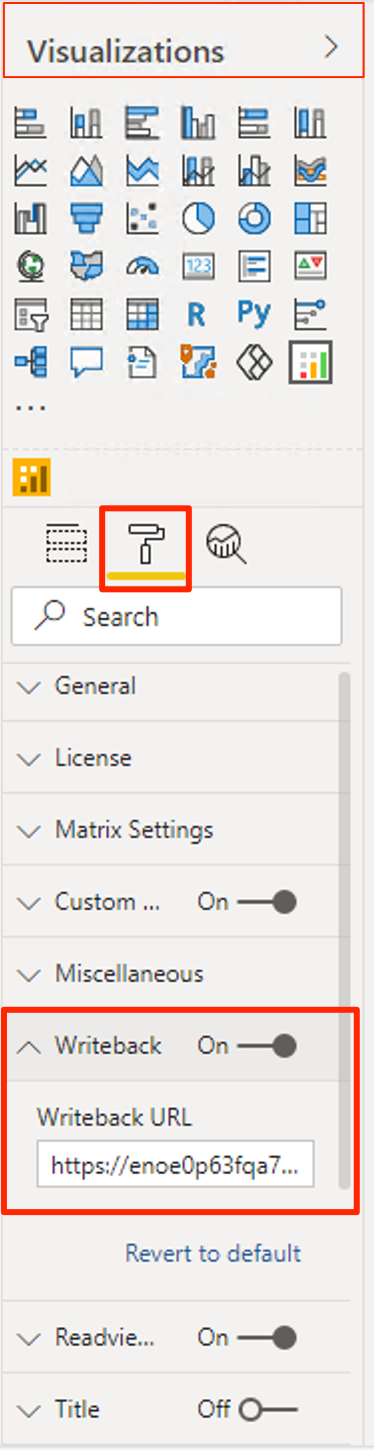 Visualizations
123
R
Py
...
Search
General
License
Matrix Settings
Custom ... On
Miscellaneous
Writeback On
Writeback URL
https://enoe0p63fqa7...
Revert to default
Readvie... On
Title Off